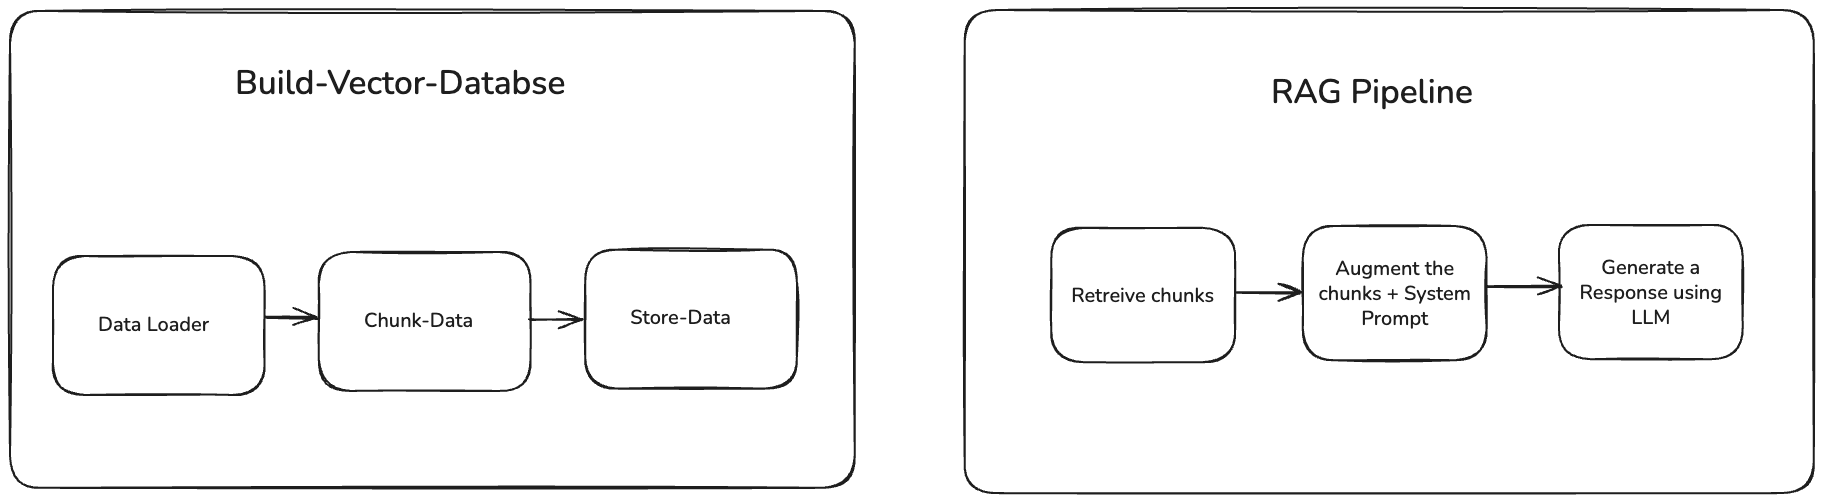 Build-Vector-Databse
Data Loader
Chunk-Data
Store-Data
RAG Pipeline
Retreive chunks
Augment the
chunks + System
Prompt
Generate a
Response using
LLM